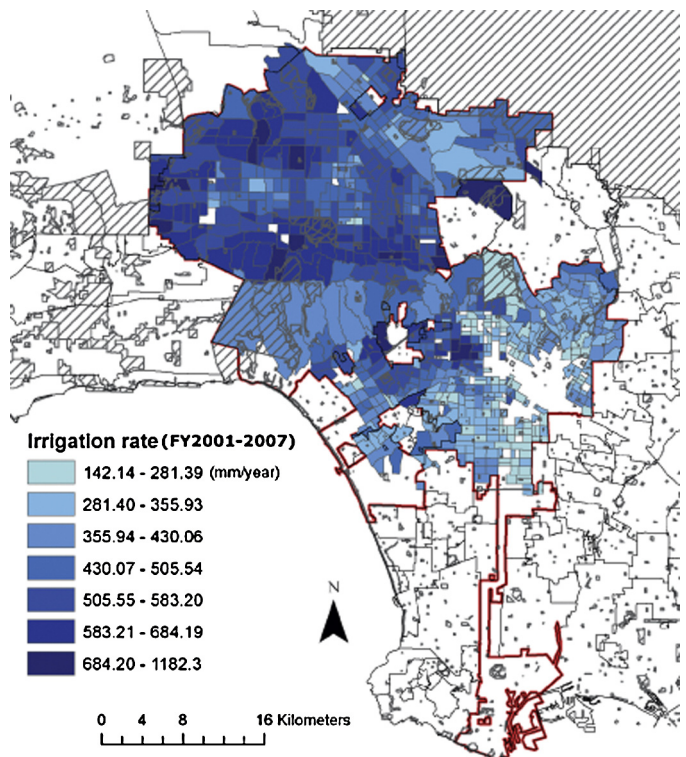 Irrigation rate (FY2001-2007)
142.14 - 281.39 (mm/year)
281.40 - 355.93
355.94 - 430.06
430.07 - 505.54
505.55 - 583.20
583.21 - 684.19
684.20 - 1182.3
N
0 4 8 16 Kilometers